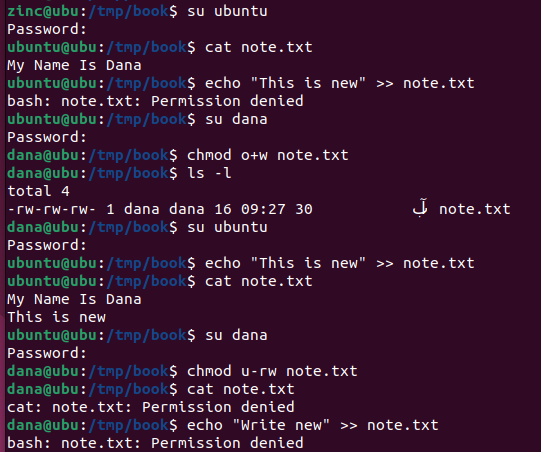 zinc@ubu:/tmp/book$ su ubuntu
Password:
ubuntu@ubu:/tmp/book$ cat note.txt
My Name Is Dana
ubuntu@ubu:/tmp/book$ echo "This is new" >> note.txt
bash: note.txt: Permission denied
ubuntu@ubu:/tmp/book$ su dana
Password:
dana@ubu:/tmp/book$ chmod o+w note.txt
dana@ubu:/tmp/book$ ls -l
total 4
-rw-rw-rw- 1 dana dana 16 09:27 30 note.txt
dana@ubu:/tmp/book$ su ubuntu
Password:
ubuntu@ubu:/tmp/book$ echo "This is new" >> note.txt
ubuntu@ubu:/tmp/book$ cat note.txt
My Name Is Dana
This is new
ubuntu@ubu:/tmp/book$ su dana
Password:
dana@ubu:/tmp/book$ chmod u-rw note.txt
dana@ubu:/tmp/book$ cat note.txt
cat: note.txt: Permission denied
dana@ubu:/tmp/book$ echo "Write new" >> note.txt
bash: note.txt: Permission denied